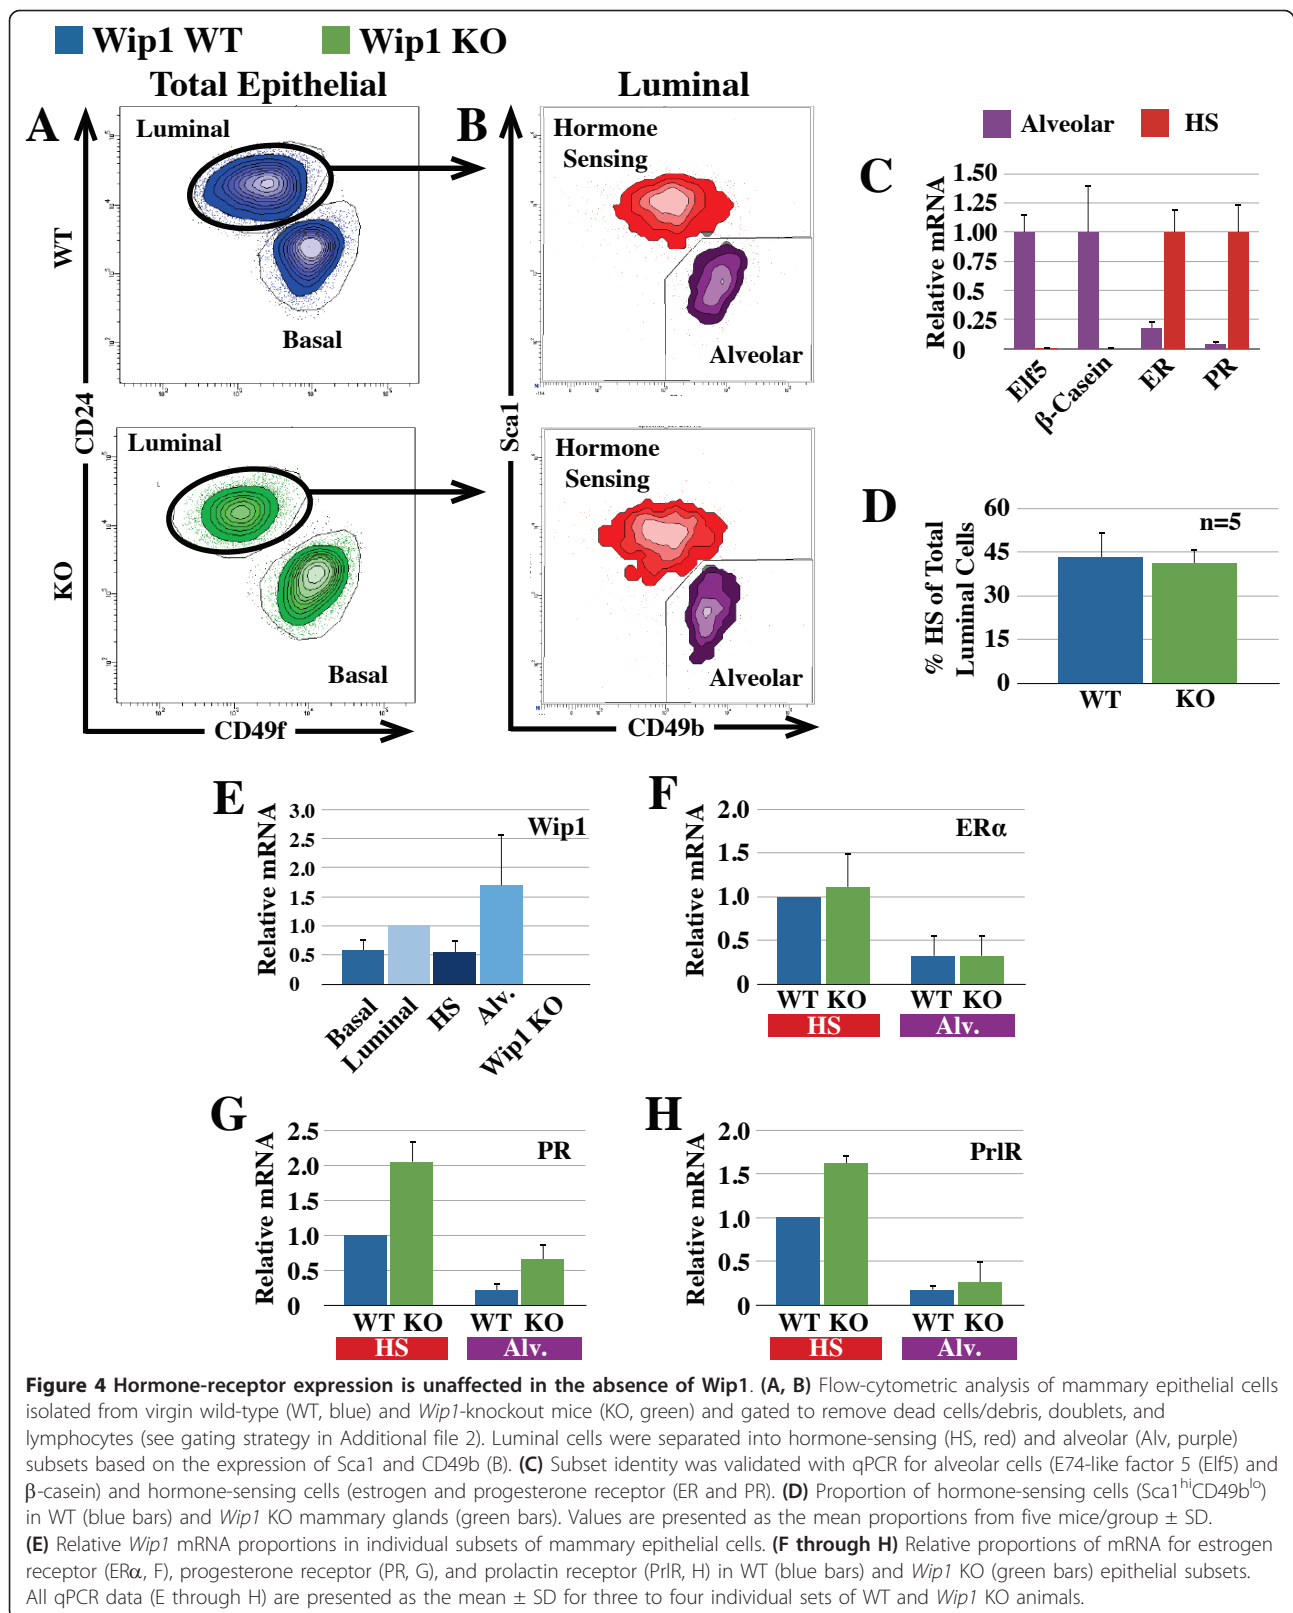 Wip1 WT
Wip1 KO
Total Epithelial
Luminal
A
Luminal
Basal
WT
B
Hormone
Sensing
Alveolar
CD24
Sca1
Luminal
Basal
KO
Hormone
Sensing
Alveolar
CD49f
CD49b
Alveolar
HS
C
Relative mRNA
1.50
1.25
1.00
0.75
0.5
0.25
0
Elf5
β-Casein
ER
PR
D
% HS of Total
Luminal Cells
60
45
30
15
0
n=5
WT
KO
E
Relative mRNA
3.0
2.5
2.0
1.5
1.0
0.5
0
Wip1
Basal
Luminal
HS
Alv.
Wip1 KO
F
Relative mRNA
2.0
1.5
1.0
0.5
0
ERα
WT KO
WT KO
HS
Alv.
G
Relative mRNA
2.5
2.0
1.5
1.0
0.5
0
PR
WT KO
WT KO
HS
Alv.
H
Relative mRNA
2.0
1.5
1.0
0.5
0
PrlR
WT KO
WT KO
HS
Alv.
Figure 4 Hormone-receptor expression is unaffected in the absence of Wip1. (A, B) Flow-cytometric analysis of mammary epithelial cells
isolated from virgin wild-type (WT, blue) and Wip1-knockout mice (KO, green) and gated to remove dead cells/debris, doublets, and
lymphocytes (see gating strategy in Additional file 2). Luminal cells were separated into hormone-sensing (HS, red) and alveolar (Alv, purple)
subsets based on the expression of Sca1 and CD49b (B). (C) Subset identity was validated with qPCR for alveolar cells (E74-like factor 5 (Elf5) and
β-casein) and hormone-sensing cells (estrogen and progesterone receptor (ER and PR). (D) Proportion of hormone-sensing cells (Sca1hiCD49blo)
in WT (blue bars) and Wip1 KO mammary glands (green bars). Values are presented as the mean proportions from five mice/group ± SD.
(E) Relative Wip1 mRNA proportions in individual subsets of mammary epithelial cells. (F through H) Relative proportions of mRNA for estrogen
receptor (ERα, F), progesterone receptor (PR, G), and prolactin receptor (PrlR, H) in WT (blue bars) and Wip1 KO (green bars) epithelial subsets.
All qPCR data (E through H) are presented as the mean ± SD for three to four individual sets of WT and Wip1 KO animals.